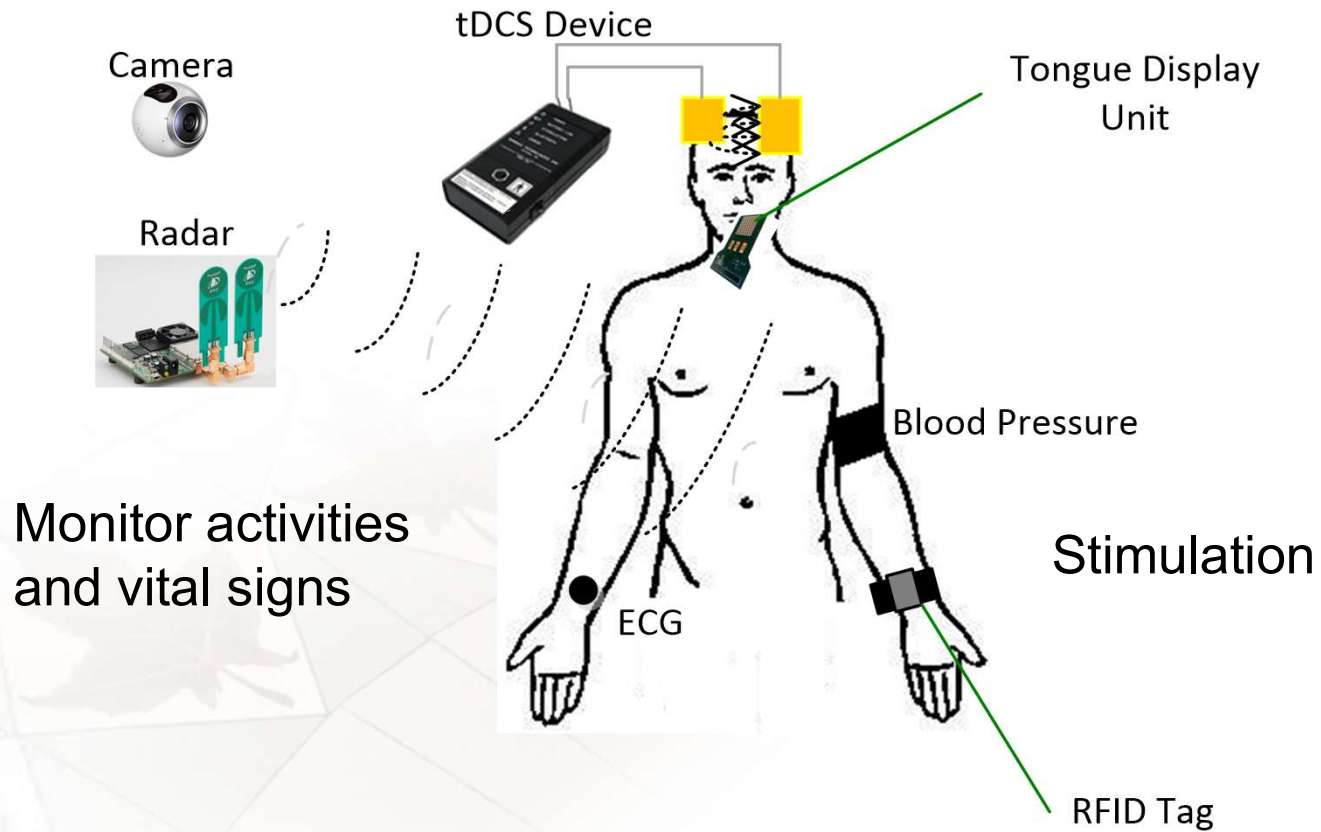 tDCS Device
Camera
Tongue Display
Unit
Radar
Blood Pressure
Monitor activities
and vital signs
Stimulation
ECG
RFID Tag